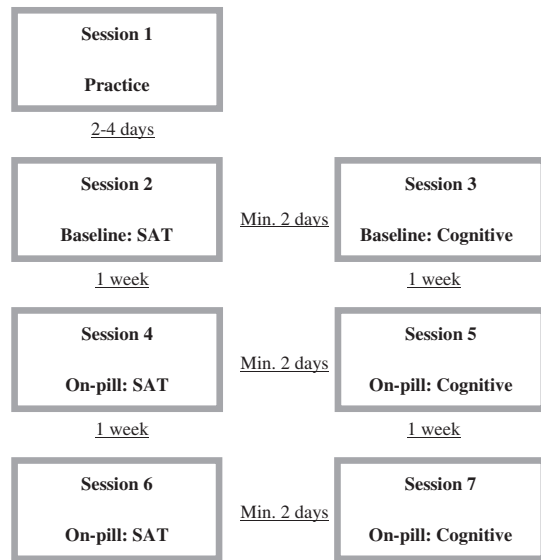 Session 1
Practice
2-4 days
Session 2
Baseline: SAT
Min. 2 days
Session 3
Baseline: Cognitive
1 week
1 week
Session 4
On-pill: SAT
Min. 2 days
Session 5
On-pill: Cognitive
1 week
1 week
Session 6
On-pill: SAT
Min. 2 days
Session 7
On-pill: Cognitive